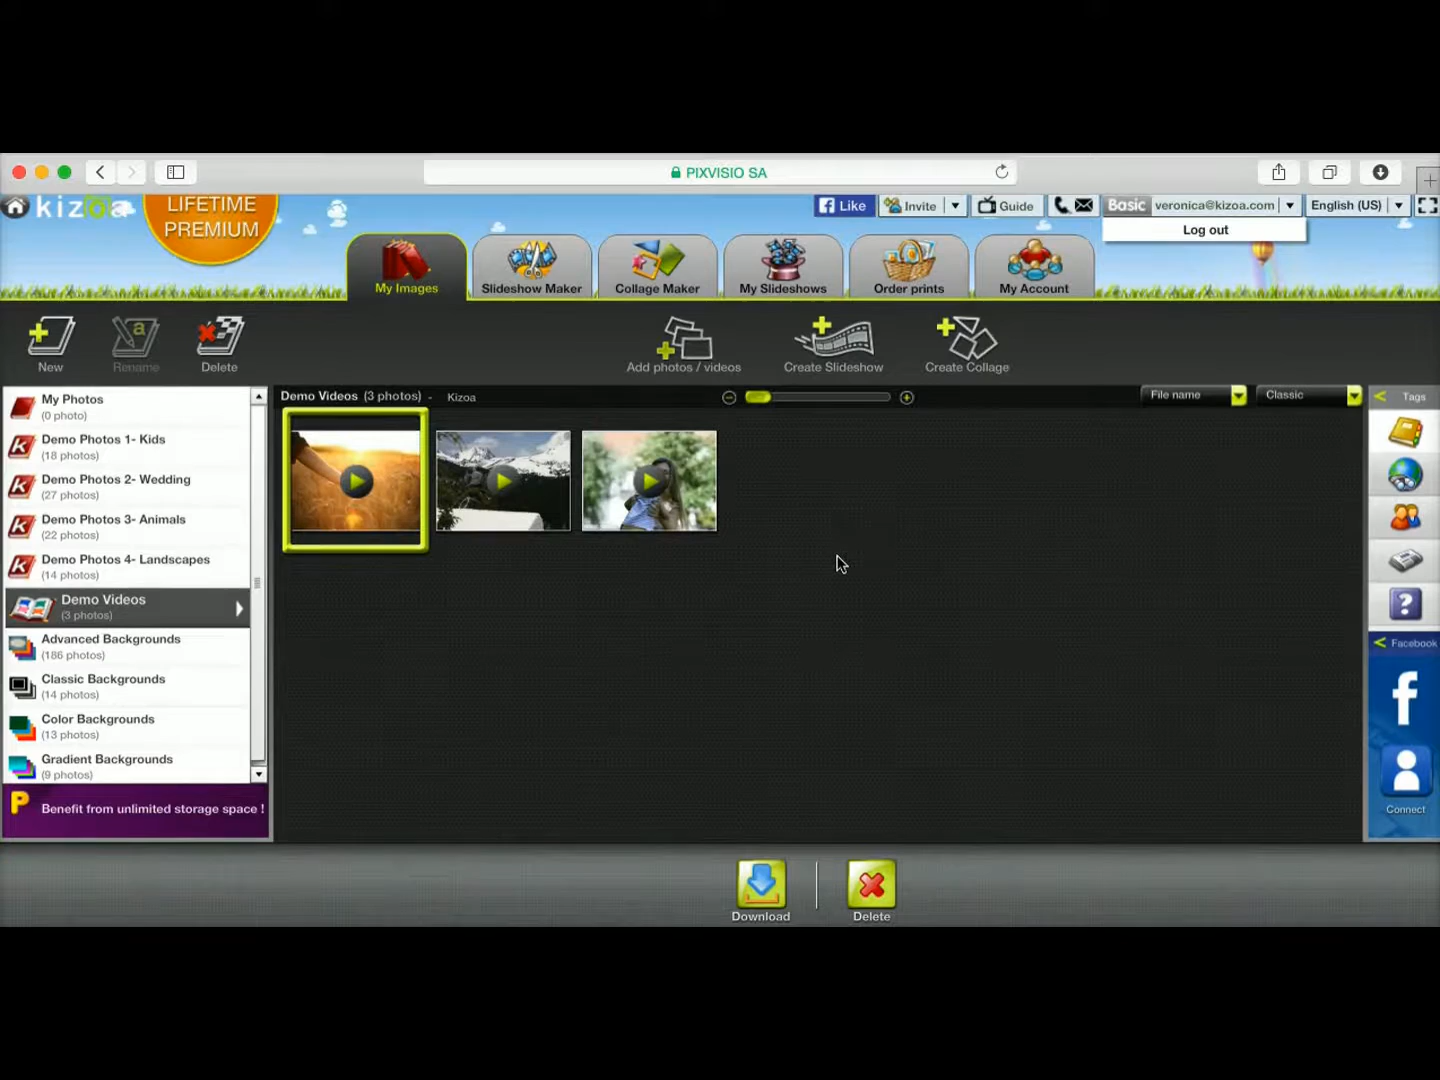 PIXVISIO SA
kizoa
LIFETIME
PREMIUM
Like
Invite
Guide
Basic
veronica@kizoa.com
English (US)
Log out
My Images
Slideshow Maker
Collage Maker
My Slideshows
Order prints
My Account
New
Rename
Delete
Add photos / videos
Create Slideshow
Create Collage
My Photos
(0 photo)
Demo Photos 1- Kids
(18 photos)
Demo Photos 2- Wedding
(27 photos)
Demo Photos 3- Animals
(22 photos)
Demo Photos 4- Landscapes
(14 photos)
Demo Videos
(3 photos)
Advanced Backgrounds
(186 photos)
Classic Backgrounds
(14 photos)
Color Backgrounds
(13 photos)
Gradient Backgrounds
(9 photos)
P Benefit from unlimited storage space !
Demo Videos (3 photos) - Kizoa
File name
Classic
Tags
Facebook
Connect
Download
Delete